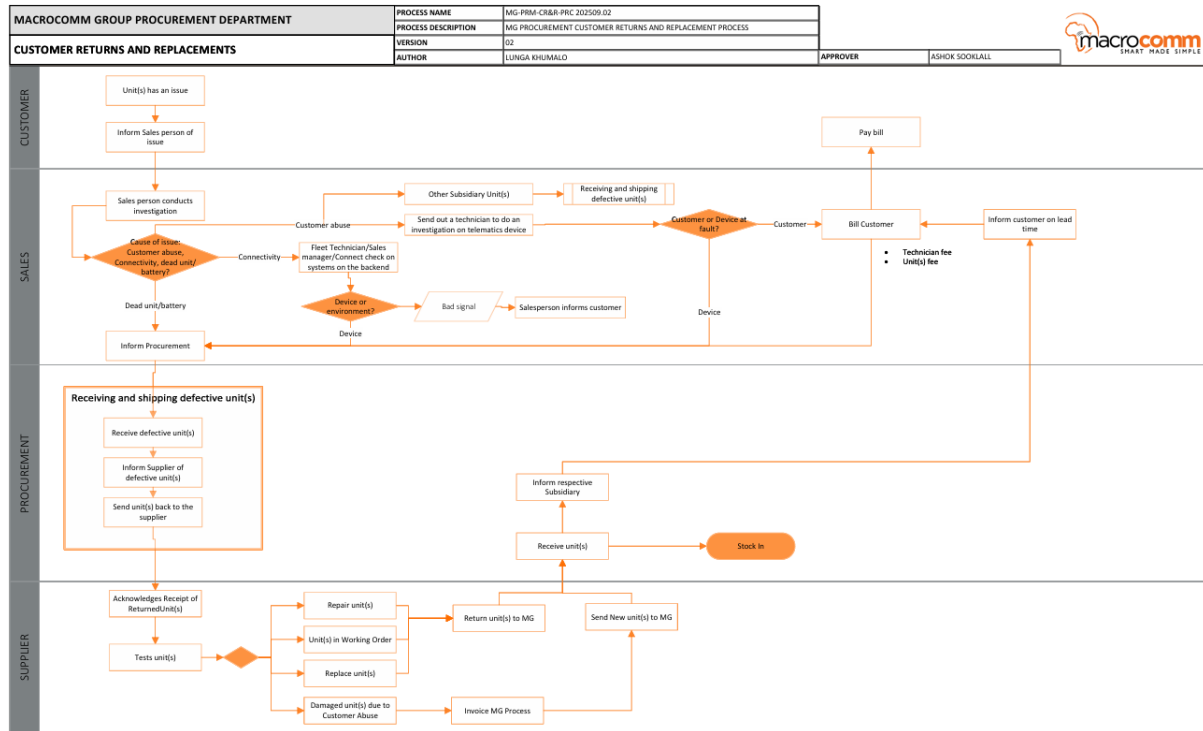 MACROCOMM GROUP PROCUREMENT DEPARTMENT
CUSTOMER RETURNS AND REPLACEMENTS
PROCESS NAME
MG-PRM-CR&R-PRC 202509.02
PROCESS DESCRIPTION
MG PROCUREMENT CUSTOMER RETURNS AND REPLACEMENT PROCESS
VERSION
02
AUTHOR
LUNGA KHUMALO
APPROVER
ASHOK SOOKLALL
macrocomm
SMART MADE SIMPLE
CUSTOMER
Unit(s) has an issue
Inform Sales person of
issue
Pay bill
SALES
Sales person conducts
investigation
Customer abuse
Other Subsidiary Unit(s)
Receiving and shipping
defective unit(s)
Send out a technician to do an
investigation on telematics device
Customer or Device at
fault?
Customer
Bill Customer
Technician fee
Unit(s) fee
Inform customer on lead
time
Cause of issue:
Customer abuse,
Connectivity, dead unit/
battery?
Connectivity
Fleet Technician/Sales
manager/Connect check on
systems on the backend
Device or
environment?
Bad signal
Salesperson informs customer
Device
Device
Dead unit/battery
Inform Procurement
PROCUREMENT
Receiving and shipping defective unit(s)
Receive defective unit(s)
Inform Supplier of
defective unit(s)
Send unit(s) back to the
supplier
Inform respective
Subsidiary
Receive unit(s)
Stock In
SUPPLIER
Acknowledges Receipt of
ReturnedUnit(s)
Tests unit(s)
Repair unit(s)
Unit(s) in Working Order
Replace unit(s)
Damaged unit(s) due to
Customer Abuse
Return unit(s) to MG
Send New unit(s) to MG
Invoice MG Process